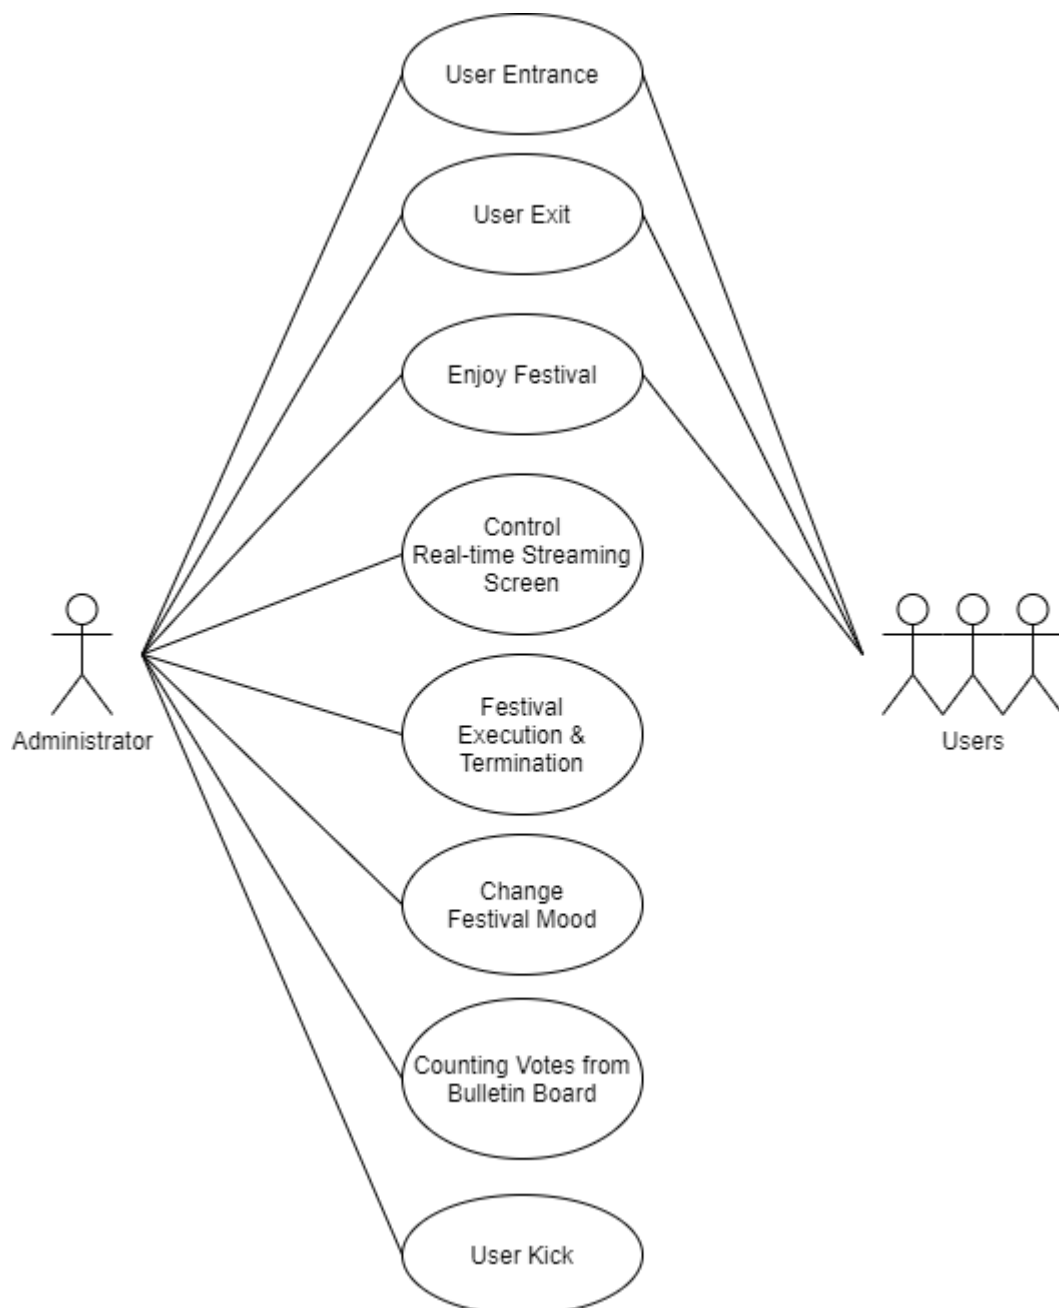 User Entrance
User Exit
Enjoy Festival
Control
Real-time Streaming
Screen
Administrator
Users
Festival
Execution &
Termination
Change
Festival Mood
Counting Votes from
Bulletin Board
User Kick